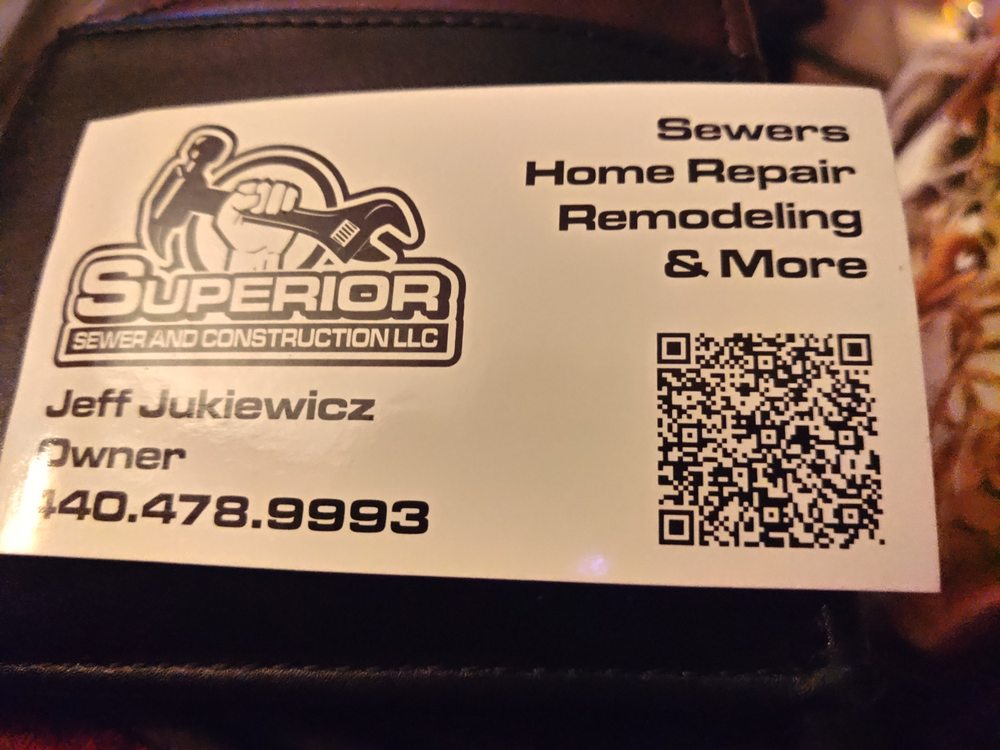 SUPERIOR
SEWER AND CONSTRUCTION LLC
Jeff Jukiewicz
Owner
440.478.9993
Sewers
Home Repair
Remodeling
& More